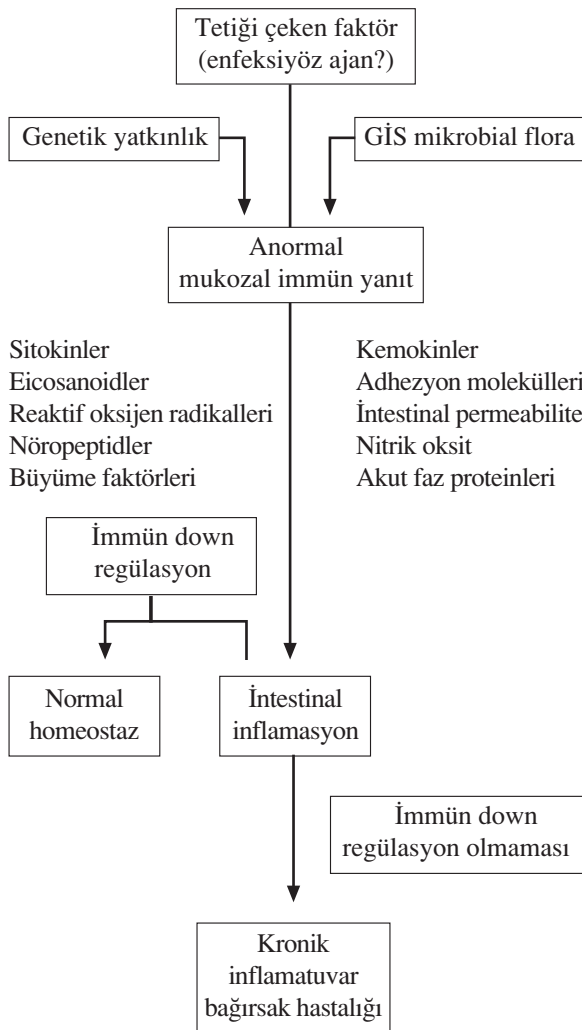 Tetiği çeken faktör
(enfeksiyöz ajan?)
Genetik yatkınlık
GİS mikrobial flora
Anormal
mukozal immün yanıt
Sitokinler
Eicosanoidler
Reaktif oksijen radikalleri
Nöropeptidler
Büyüme faktörleri
Kemokinler
Adhezyon molekülleri
İntestinal permeabilite
Nitrik oksit
Akut faz proteinleri
İmmün down
regülasyon
Normal
homeostaz
İntestinal
inflamasyon
İmmün down
regülasyon olmaması
Kronik
inflamatuvar
bağırsak hastalığı